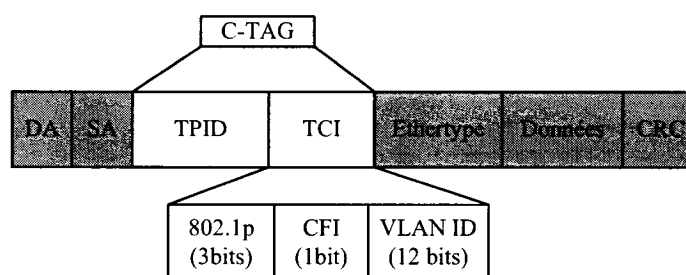 C-TAG
DA SA TPID TCI Ethertype Données CRC
802.1p CFI VLAN ID
(3bits) (1bit) (12 bits)